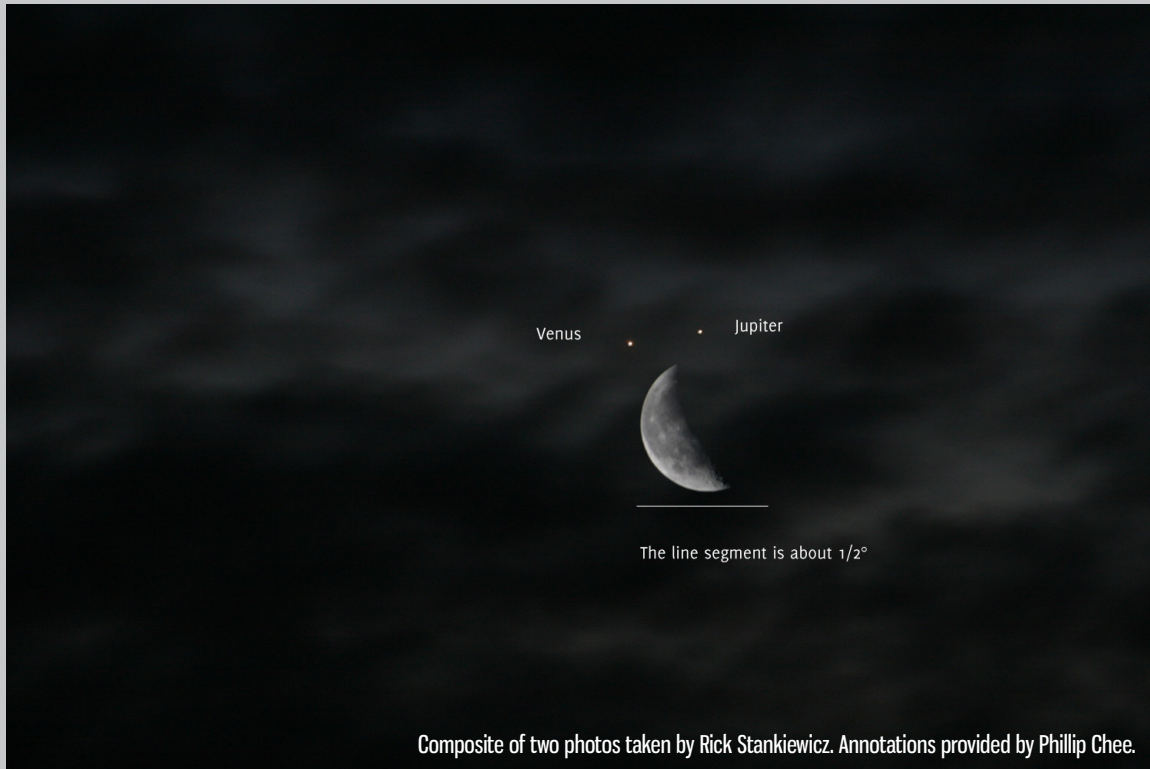 Venus
Jupiter
The line segment is about 1/2°
Composite of two photos taken by Rick Stankiewicz. Annotations provided by Phillip Chee.